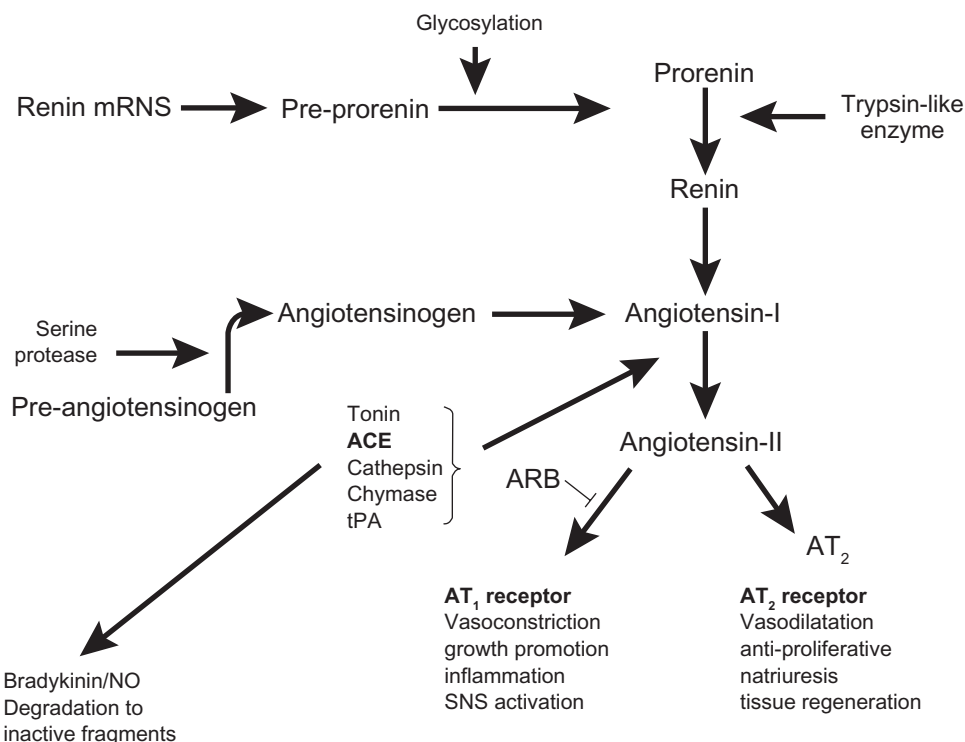 Glycosylation
Renin mRNS
Pre-prorenin
Prorenin
Trypsin-like
enzyme
Renin
Serine
protease
Angiotensinogen
Angiotensin-I
Pre-angiotensinogen
Tonin
ACE
Cathepsin
Chymase
tPA
Angiotensin-II
ARB
AT2
AT1 receptor
Vasoconstriction
growth promotion
inflammation
SNS activation
AT2 receptor
Vasodilatation
anti-proliferative
natriuresis
tissue regeneration
Bradykinin/NO
Degradation to
inactive fragments